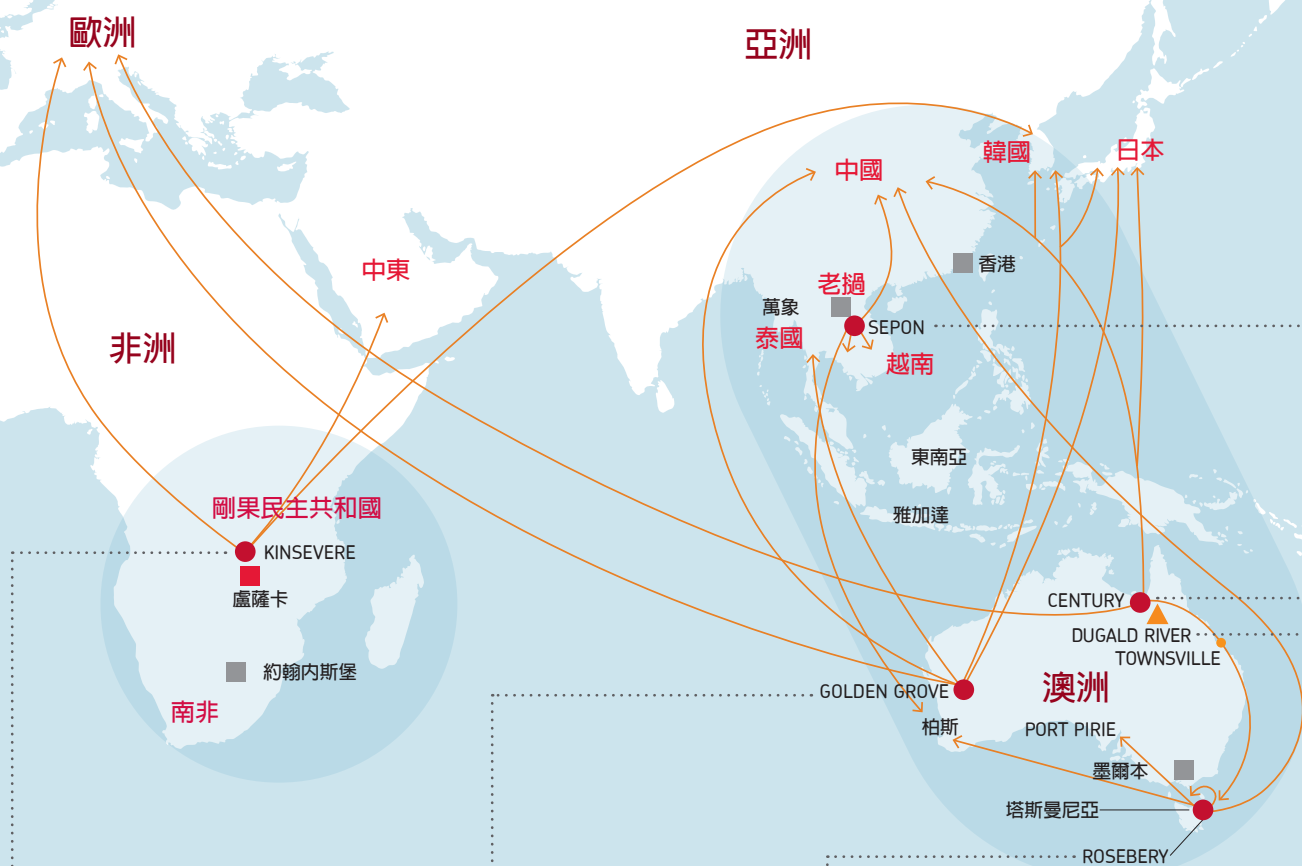 歐洲
亞洲
中國
韓國
日本
香港
中東
老撾
萬象
SEPON
泰國
非洲
越南
東南亞
剛果民主共和國
雅加達
KINSEVERE
盧薩卡
CENTURY
DUGALD RIVER
TOWNSVILLE
約翰內斯堡
GOLDEN GROVE
澳洲
南非
柏斯
PORT PIRIE
墨爾本
塔斯曼尼亞
ROSEBERY